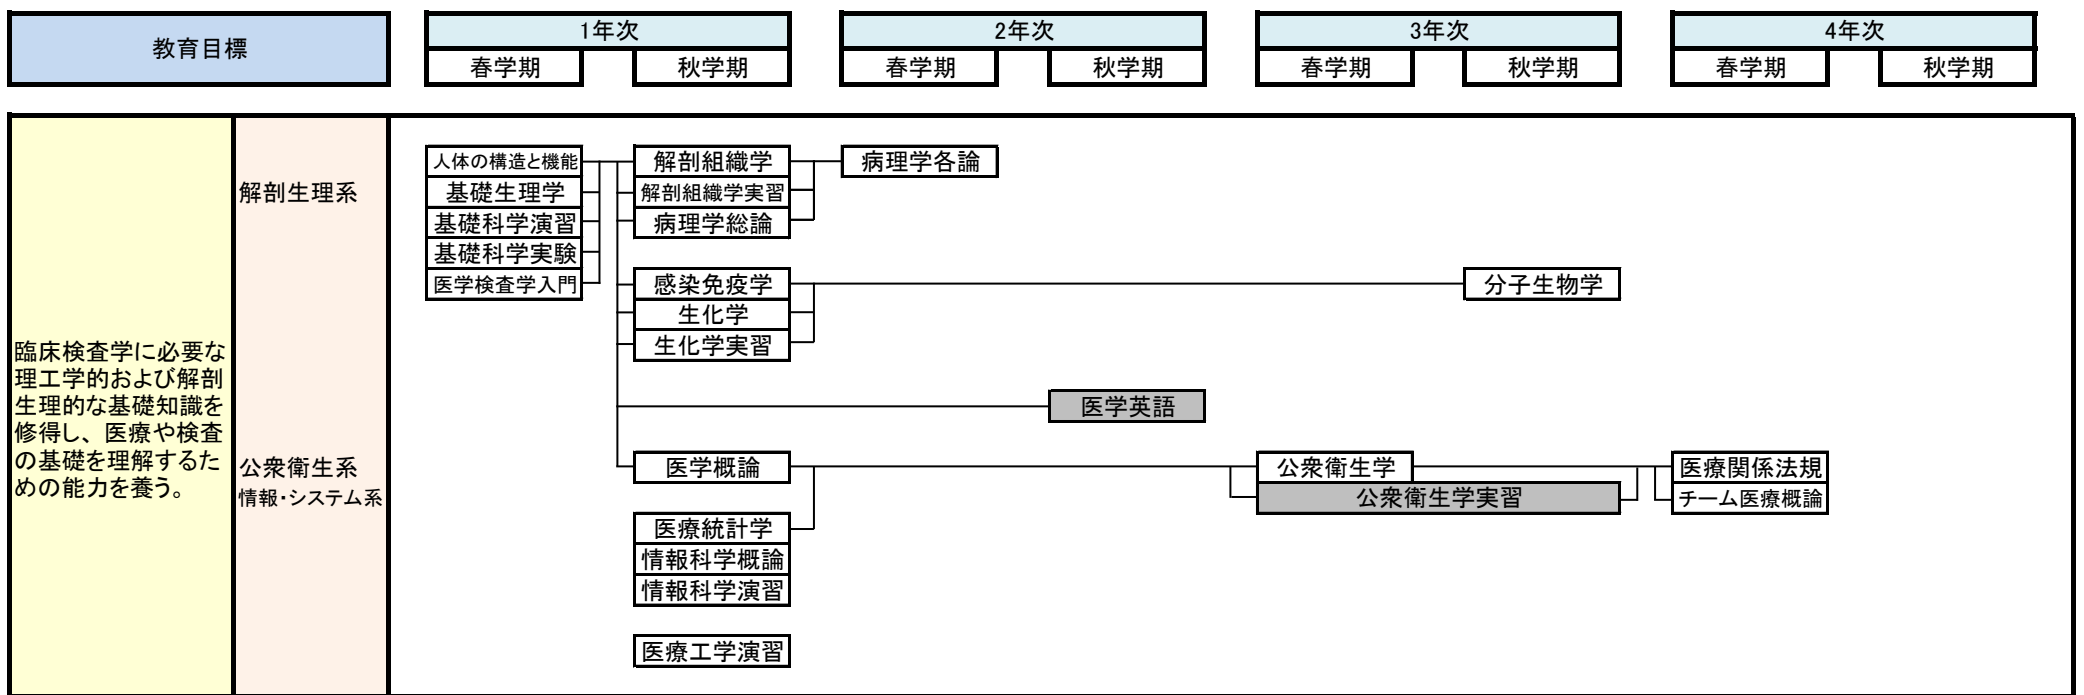 教育目標
1年次
2年次
3年次
4年次
春学期
秋学期
春学期
秋学期
春学期
秋学期
春学期
秋学期
臨床検査学に必要な
理工学的および解剖
生理的な基礎知識を
修得し、医療や検査
の基礎を理解するた
めの能力を養う。
解剖生理系
公衆衛生系
情報・システム系
人体の構造と機能
基礎生理学
基礎科学演習
基礎科学実験
医学検査学入門
解剖組織学
解剖組織学実習
病理学総論
病理学各論
感染免疫学
生化学
生化学実習
分子生物学
医学英語
医学概論
公衆衛生学
公衆衛生学実習
医療関係法規
チーム医療概論
医療統計学
情報科学概論
情報科学演習
医療工学演習